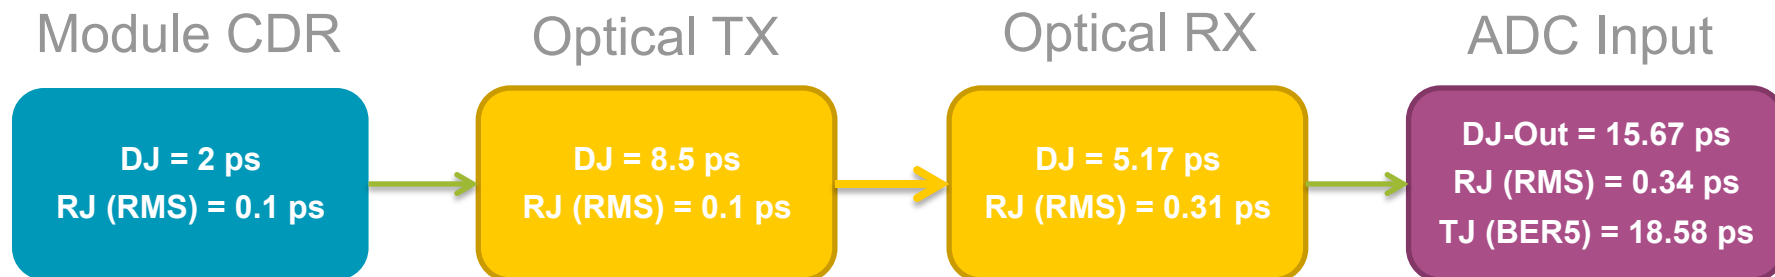 Module CDR
Optical TX
Optical RX
ADC Input
DJ = 2 ps
RJ (RMS) = 0.1 ps
DJ = 8.5 ps
RJ (RMS) = 0.1 ps
DJ = 5.17 ps
RJ (RMS) = 0.31 ps
DJ-Out = 15.67 ps
RJ (RMS) = 0.34 ps
TJ (BER5) = 18.58 ps